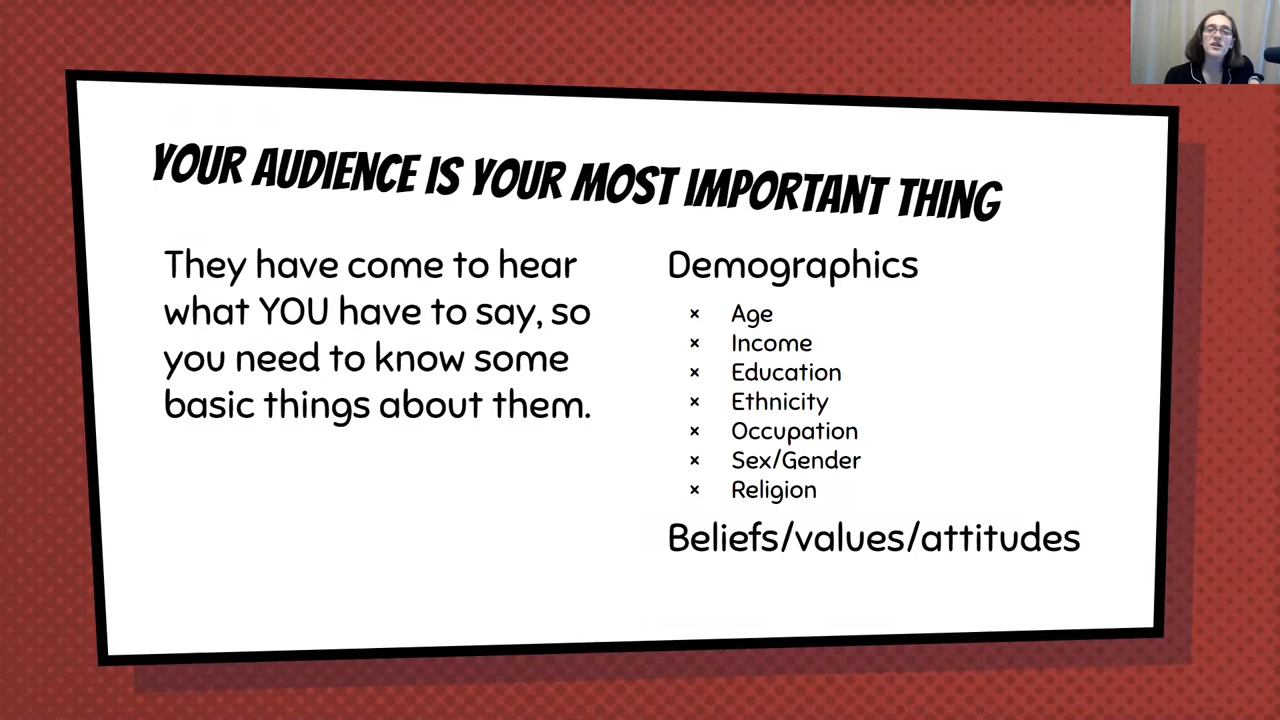 YOUR AUDIENCE IS YOUR MOST IMPORTANT THING
They have come to hear
what YOU have to say, so
you need to know some
basic things about them.
Demographics
× Age
× Income
× Education
× Ethnicity
× Occupation
× Sex/Gender
× Religion
Beliefs/values/attitudes